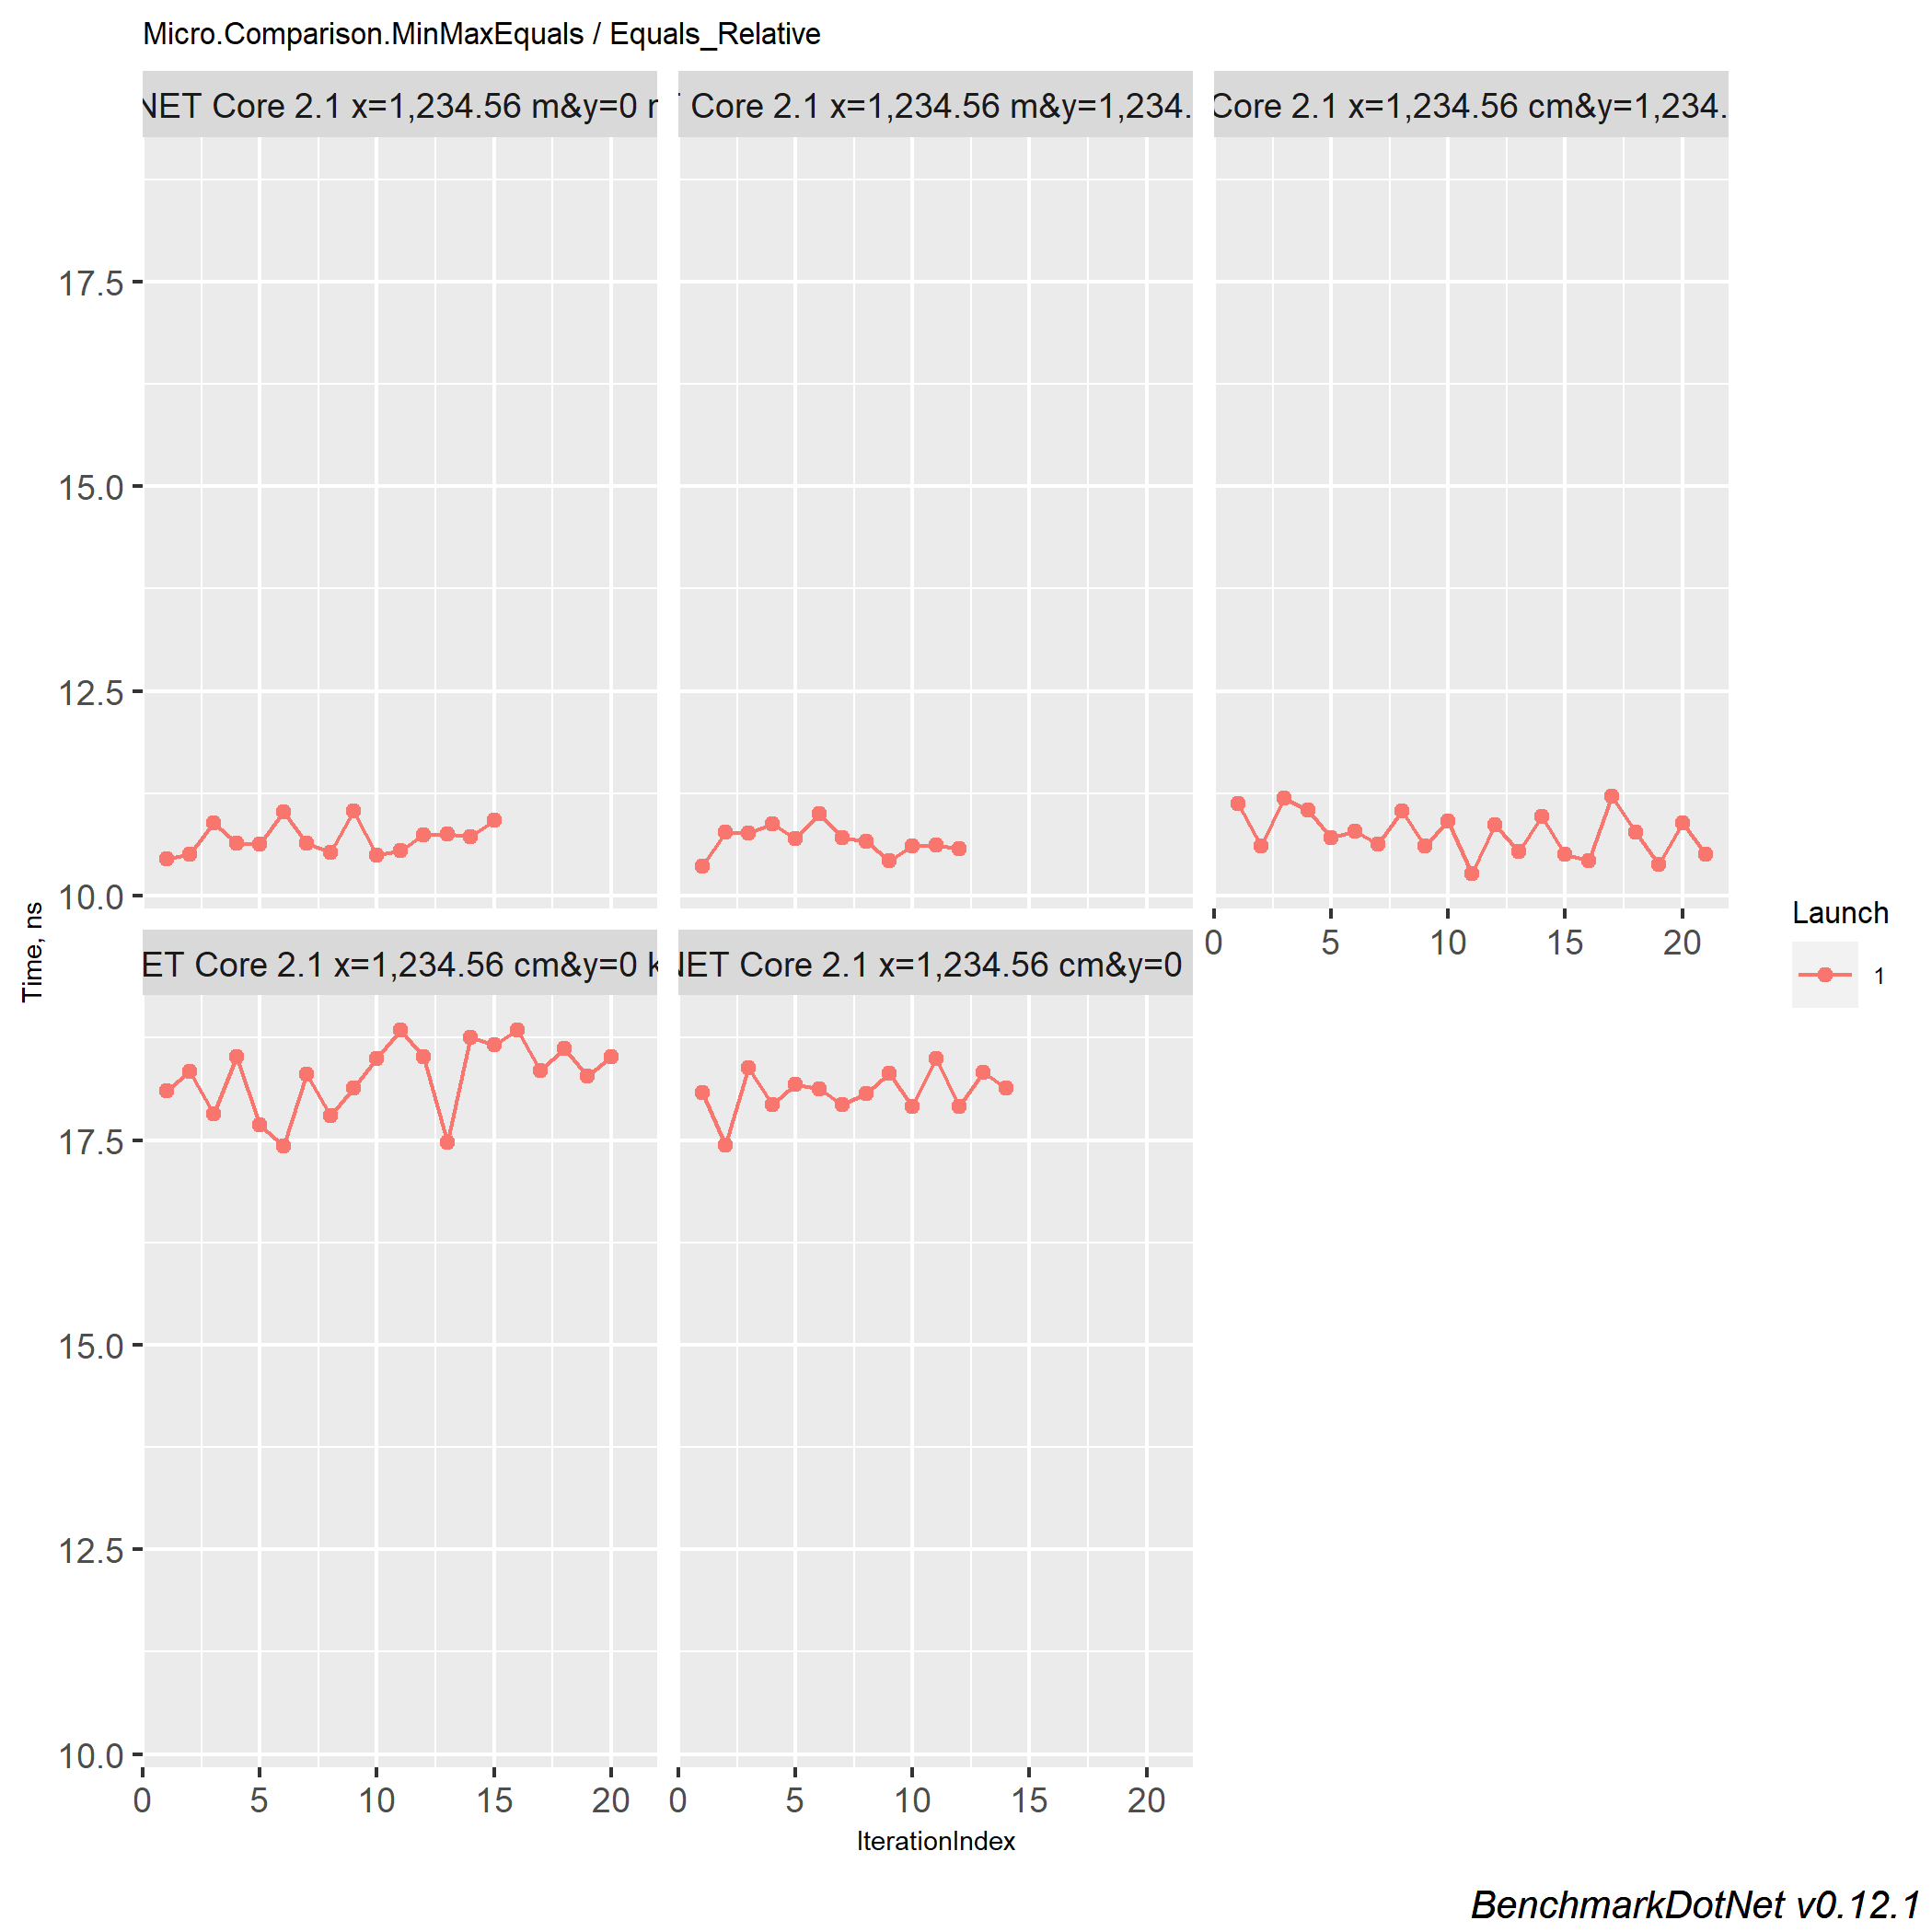 Micro.Comparison.MinMaxEquals / Equals_Relative
NET Core 2.1 x=1,234.56 m&y=0
Core 2.1 x=1,234.56 m&y=1,234.
Core 2.1 x=1,234.56 cm&y=1,234.
17.5
15.0
12.5
10.0
0 5 10 15 20
Time, ns
Launch
1
ET Core 2.1 x=1,234.56 cm&y=0 k
NET Core 2.1 x=1,234.56 cm&y=0
17.5
15.0
12.5
10.0
0 5 10 15 20
0 5 10 15 20
IterationIndex
BenchmarkDotNet v0.12.1